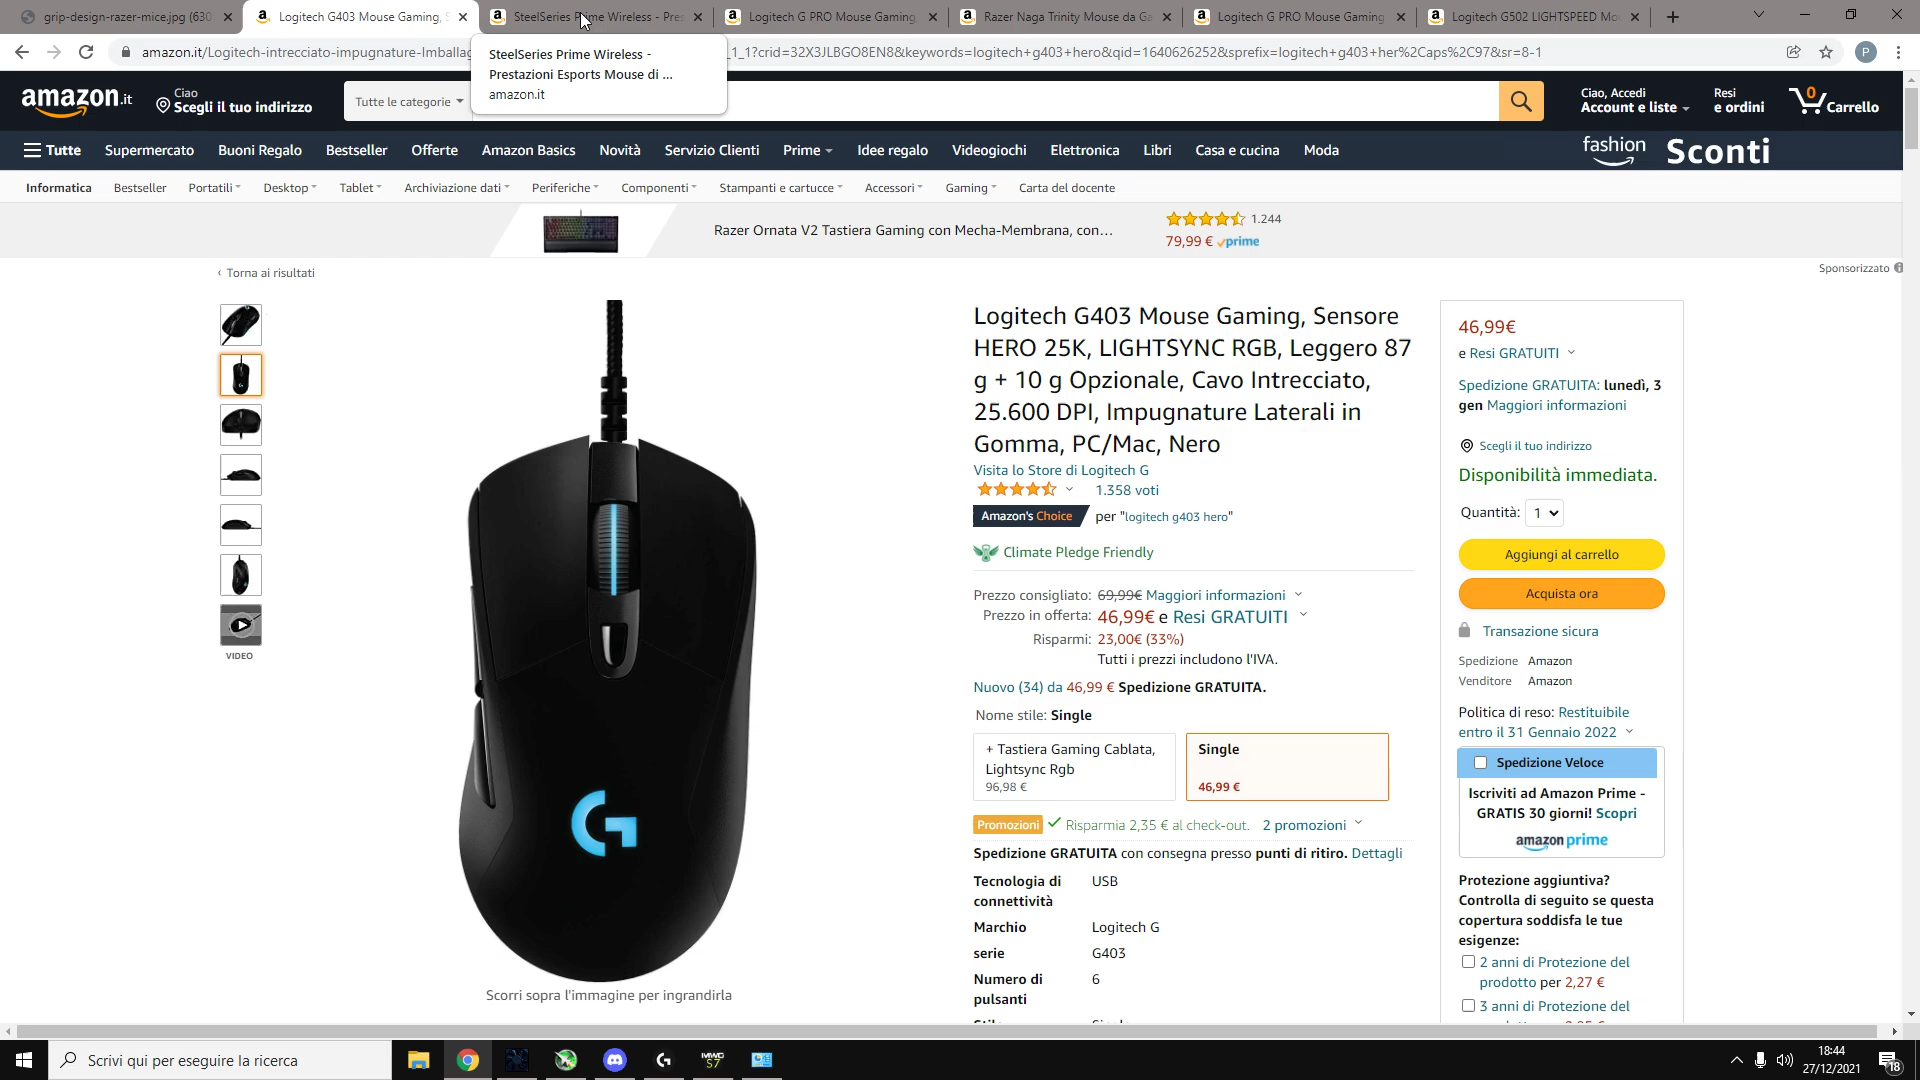 grip-design-razer-mice.jpg (630
Logitech G403 Mouse Gaming, S
SteelSeries Prime Wireless - Pres
Logitech G PRO Mouse Gaming,
Razer Naga Trinity Mouse da Ga
Logitech G PRO Mouse Gaming
Logitech G502 LIGHTSPEED Mo
amazon.it/Logitech-intrecciato-impugnature-Imballag
_1_1?crid=32X3JLBGO8EN8&keywords=logitech+g403+hero&qid=1640626252&sprefix=logitech+g403+her%2Caps%2C97&sr=8-1
P
SteelSeries Prime Wireless -
Prestazioni Esports Mouse di ...
amazon.it
amazon.it
Ciao
Scegli il tuo indirizzo
Tutte le categorie
Ciao, Accedi
Account e liste
Resi
e ordini
0
Carrello
Tutte
Supermercato
Buoni Regalo
Bestseller
Offerte
Amazon Basics
Novità
Servizio Clienti
Prime
Idee regalo
Videogiochi
Elettronica
Libri
Casa e cucina
Moda
fashion Sconti
Informatica
Bestseller
Portatili
Desktop
Tablet
Archiviazione dati
Periferiche
Componenti
Stampanti e cartucce
Accessori
Gaming
Carta del docente
Razer Ornata V2 Tastiera Gaming con Mecha-Membrana, con...
1.244
79,99 € prime
Sponsorizzato
‹ Torna ai risultati
VIDEO
G
Scorri sopra l'immagine per ingrandirla
Logitech G403 Mouse Gaming, Sensore
HERO 25K, LIGHTSYNC RGB, Leggero 87
g + 10 g Opzionale, Cavo Intrecciato,
25.600 DPI, Impugnature Laterali in
Gomma, PC/Mac, Nero
Visita lo Store di Logitech G
1.358 voti
Amazon's Choice per "logitech g403 hero"
Climate Pledge Friendly
Prezzo consigliato: 69,99€ Maggiori informazioni
Prezzo in offerta: 46,99€ e Resi GRATUITI
Risparmi: 23,00€ (33%)
Tutti i prezzi includono l'IVA.
Nuovo (34) da 46,99 € Spedizione GRATUITA.
Nome stile: Single
+ Tastiera Gaming Cablata,
Lightsync Rgb
96,98 €
Single
46,99 €
Promozioni Risparmia 2,35 € al check-out. 2 promozioni
Spedizione GRATUITA con consegna presso punti di ritiro. Dettagli
Tecnologia di
connettività
USB
Marchio
Logitech G
serie
G403
Numero di
pulsanti
6
46,99€
e Resi GRATUITI
Spedizione GRATUITA: lunedì, 3
gen Maggiori informazioni
Scegli il tuo indirizzo
Disponibilità immediata.
Quantità: 1
Aggiungi al carrello
Acquista ora
Transazione sicura
Spedizione Amazon
Venditore Amazon
Politica di reso: Restituibile
entro il 31 Gennaio 2022
Spedizione Veloce
Iscriviti ad Amazon Prime -
GRATIS 30 giorni! Scopri
amazon prime
Protezione aggiuntiva?
Controlla di seguito se questa
copertura soddisfa le tue
esigenze:
2 anni di Protezione del
prodotto per 2,27 €
3 anni di Protezione del
Scrivi qui per eseguire la ricerca
18:44
27/12/2021
18